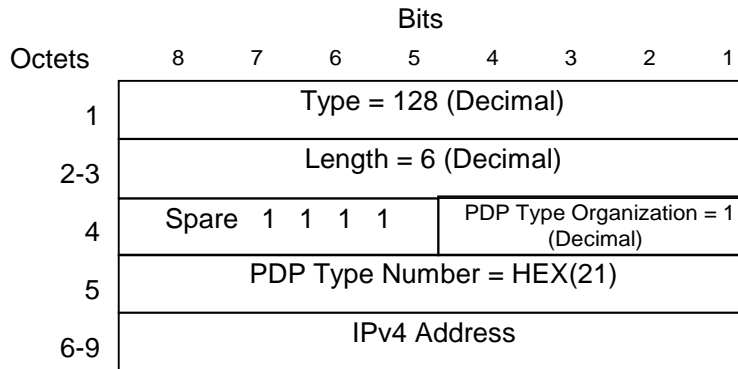 Bits
Octets 8 7 6 5 4 3 2 1
1 Type = 128 (Decimal)
2-3 Length = 6 (Decimal)
4 Spare 1 1 1 1 PDP Type Organization = 1
(Decimal)
5 PDP Type Number = HEX(21)
6-9 IPv4 Address